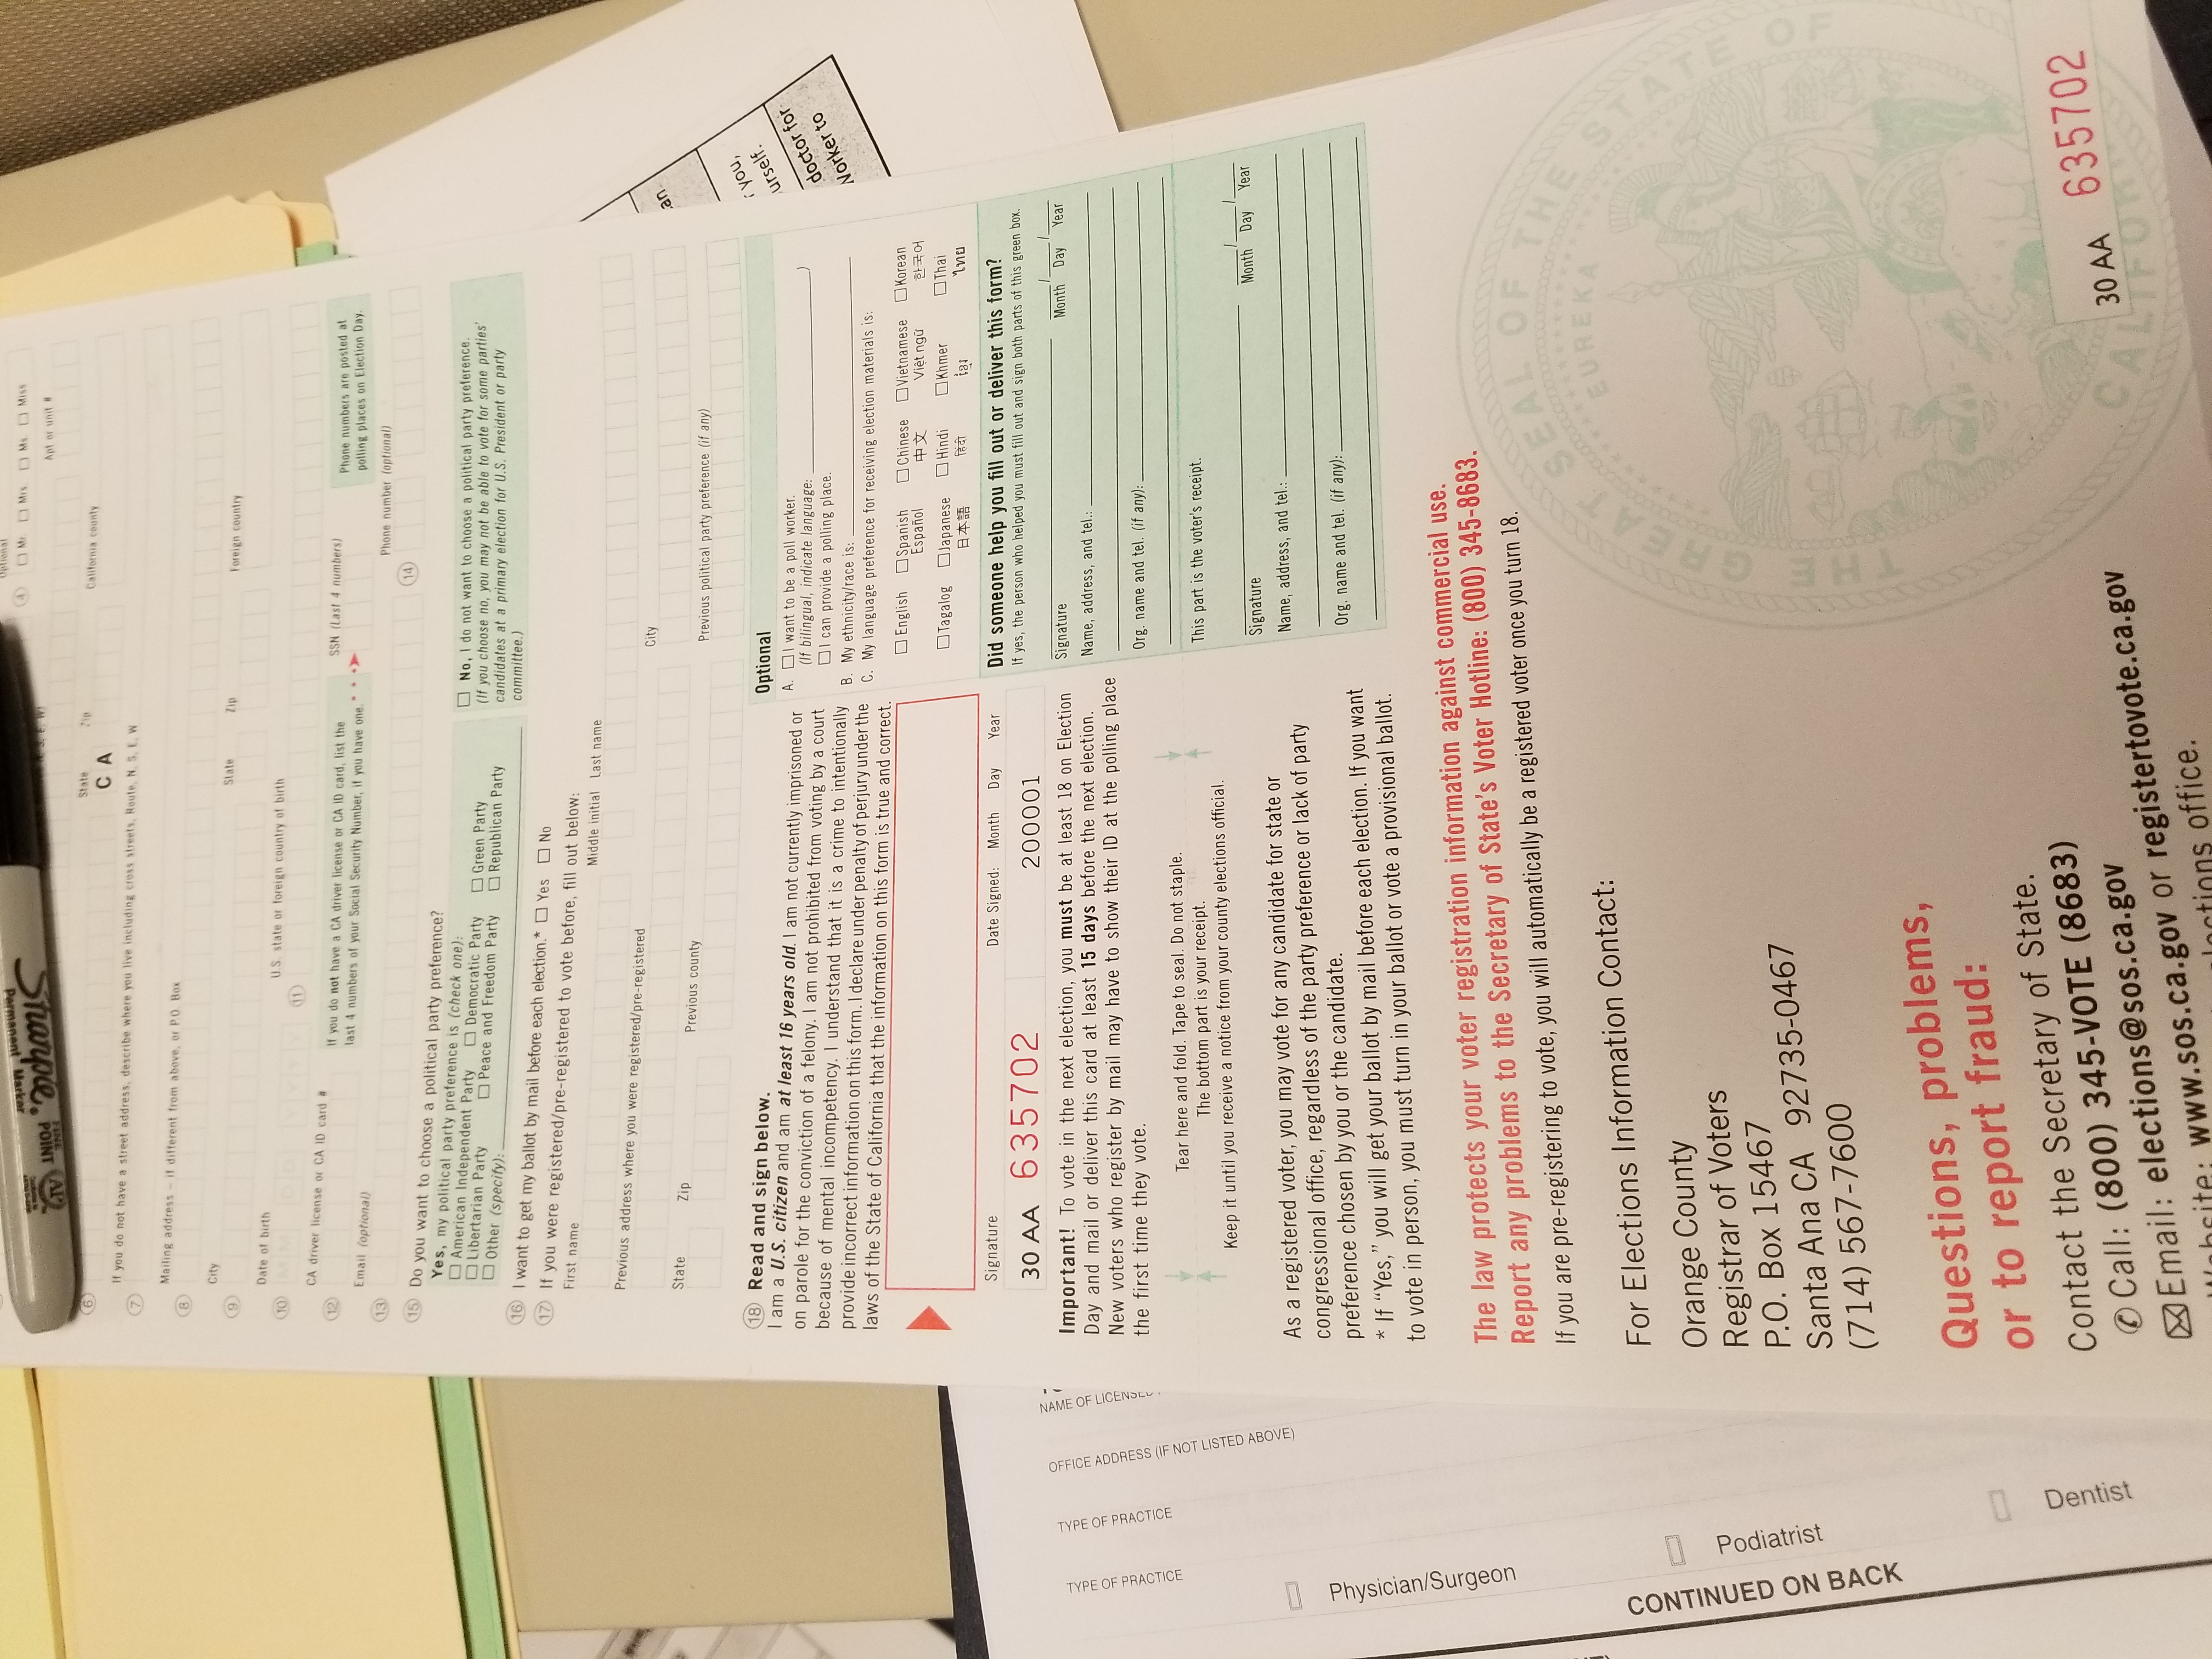 Sharpie.
Permanent Marker
FINE POINT
AP
S, E, W)
Optional
4
Mr. Mrs. Ms. Miss
Apt or unit #
6
State
Zip
California county
C A
7
If you do not have a street address, describe where you live including cross streets, Route, N, S, E, W
8
Mailing address – if different from above, or P.O. Box
9
City
State
Zip
Foreign country
10
Date of birth
MM DD YYYY
11
U.S. state or foreign country of birth
12
CA driver license or CA ID card #
If you do not have a CA driver license or CA ID card, list the
last 4 numbers of your Social Security Number, if you have one.
SSN (Last 4 numbers)
Phone numbers are posted at
polling places on Election Day.
13
Email (optional)
14
Phone number (optional)
15
Do you want to choose a political party preference?
Yes, my political party preference is (check one):
American Independent Party Democratic Party Green Party
Libertarian Party Peace and Freedom Party Republican Party
Other (specify):
No, I do not want to choose a political party preference.
(If you choose no, you may not be able to vote for some parties'
candidates at a primary election for U.S. President or party
committee.)
16
I want to get my ballot by mail before each election.* Yes No
17
If you were registered/pre-registered to vote before, fill out below:
First name
Middle initial Last name
Previous address where you were registered/pre-registered
City
State
Zip
Previous county
Previous political party preference (if any)
18 Read and sign below.
I am a U.S. citizen and am at least 16 years old. I am not currently imprisoned or
on parole for the conviction of a felony. I am not prohibited from voting by a court
because of mental incompetency. I understand that it is a crime to intentionally
provide incorrect information on this form. I declare under penalty of perjury under the
laws of the State of California that the information on this form is true and correct.
Signature
Date Signed: Month Day Year
30 AA 635702
200001
Optional
A. I want to be a poll worker.
(If bilingual, indicate language: )
I can provide a polling place.
B. My ethnicity/race is:
C. My language preference for receiving election materials is:
English Spanish Chinese Vietnamese Korean
Español 中文 Việt ngữ 한국어
Tagalog Japanese Hindi Khmer Thai
日本語 हिंदी ខ្មែរ ไทย
Did someone help you fill out or deliver this form?
If yes, the person who helped you must fill out and sign both parts of this green box.
Signature
/ /
Month Day Year
Name, address, and tel.:
Org. name and tel. (if any):
This part is the voter's receipt.
Signature
/ /
Month Day Year
Name, address, and tel.:
Org. name and tel. (if any):
Important! To vote in the next election, you must be at least 18 on Election
Day and mail or deliver this card at least 15 days before the next election.
New voters who register by mail may have to show their ID at the polling place
the first time they vote.
Tear here and fold. Tape to seal. Do not staple.
The bottom part is your receipt.
Keep it until you receive a notice from your county elections official.
As a registered voter, you may vote for any candidate for state or
congressional office, regardless of the party preference or lack of party
preference chosen by you or the candidate.
* If “Yes,” you will get your ballot by mail before each election. If you want
to vote in person, you must turn in your ballot or vote a provisional ballot.
The law protects your voter registration information against commercial use.
Report any problems to the Secretary of State's Voter Hotline: (800) 345-8683.
If you are pre-registering to vote, you will automatically be a registered voter once you turn 18.
For Elections Information Contact:
Orange County
Registrar of Voters
P.O. Box 15467
Santa Ana CA 92735-0467
(714) 567-7600
Questions, problems,
or to report fraud:
Contact the Secretary of State.
Call: (800) 345-VOTE (8683)
Email: elections@sos.ca.gov
Website: www.sos.ca.gov or registertovote.ca.gov
elections office.
THE GREAT SEAL OF THE STATE OF
CALIFORNIA
EUREKA
30 AA 635702
an
you,
urself.
doctor for
Worker to
NAME OF LICENSED
OFFICE ADDRESS (IF NOT LISTED ABOVE)
TYPE OF PRACTICE
TYPE OF PRACTICE
Physician/Surgeon
Podiatrist
Dentist
CONTINUED ON BACK